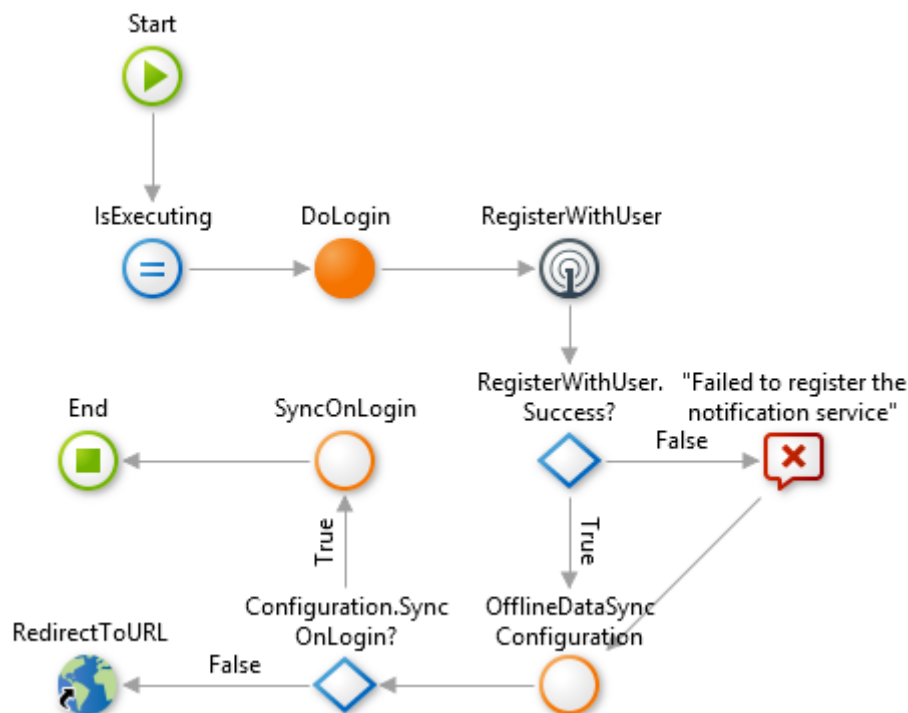 Start
IsExecuting
DoLogin
RegisterWithUser
RegisterWithUser.
Success?
"Failed to register the
notification service"
End
SyncOnLogin
False
True
True
Configuration.Sync
OnLogin?
OfflineDataSync
Configuration
RedirectToURL
False